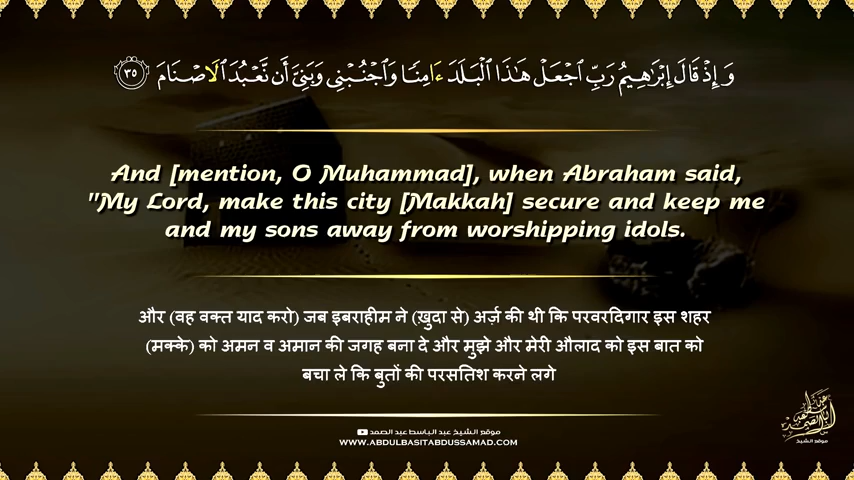 وَإِذْ قَالَ إِبْرَٰهِيمُ رَبِّ ٱجْعَلْ هَٰذَا ٱلْبَلَدَ ءَامِنًا وَٱجْنُبْنِى وَبَنِىَّ أَن نَّعْبُدَ ٱلْأَصْنَامَ ٣٥
And [mention, O Muhammad], when Abraham said,
"My Lord, make this city [Makkah] secure and keep me
and my sons away from worshipping idols.
और (वह वक्त याद करो) जब इबराहीम ने (ख़ुदा से) अर्ज़ की थी कि परवरदिगार इस शहर
(मक्के) को अमन व अमान की जगह बना दे और मुझे और मेरी औलाद को इस बात को
बचा ले कि बुतों की परसतिश करने लगे
موقع الشيخ عبد الباسط عبد الصمد
WWW.ABDULBASITABDUSSAMAD.COM
موقع الشيخ